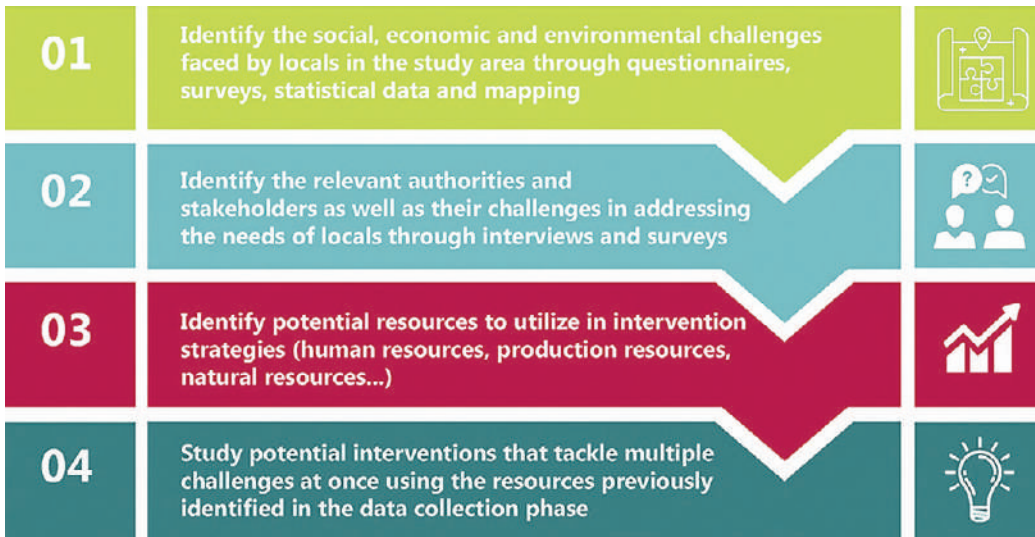 01
Identify the social, economic and environmental challenges
faced by locals in the study area through questionnaires,
surveys, statistical data and mapping
02
Identify the relevant authorities and
stakeholders as well as their challenges in addressing
the needs of locals through interviews and surveys
?
03
Identify potential resources to utilize in intervention
strategies (human resources, production resources,
natural resources...)
04
Study potential interventions that tackle multiple
challenges at once using the resources previously
identified in the data collection phase